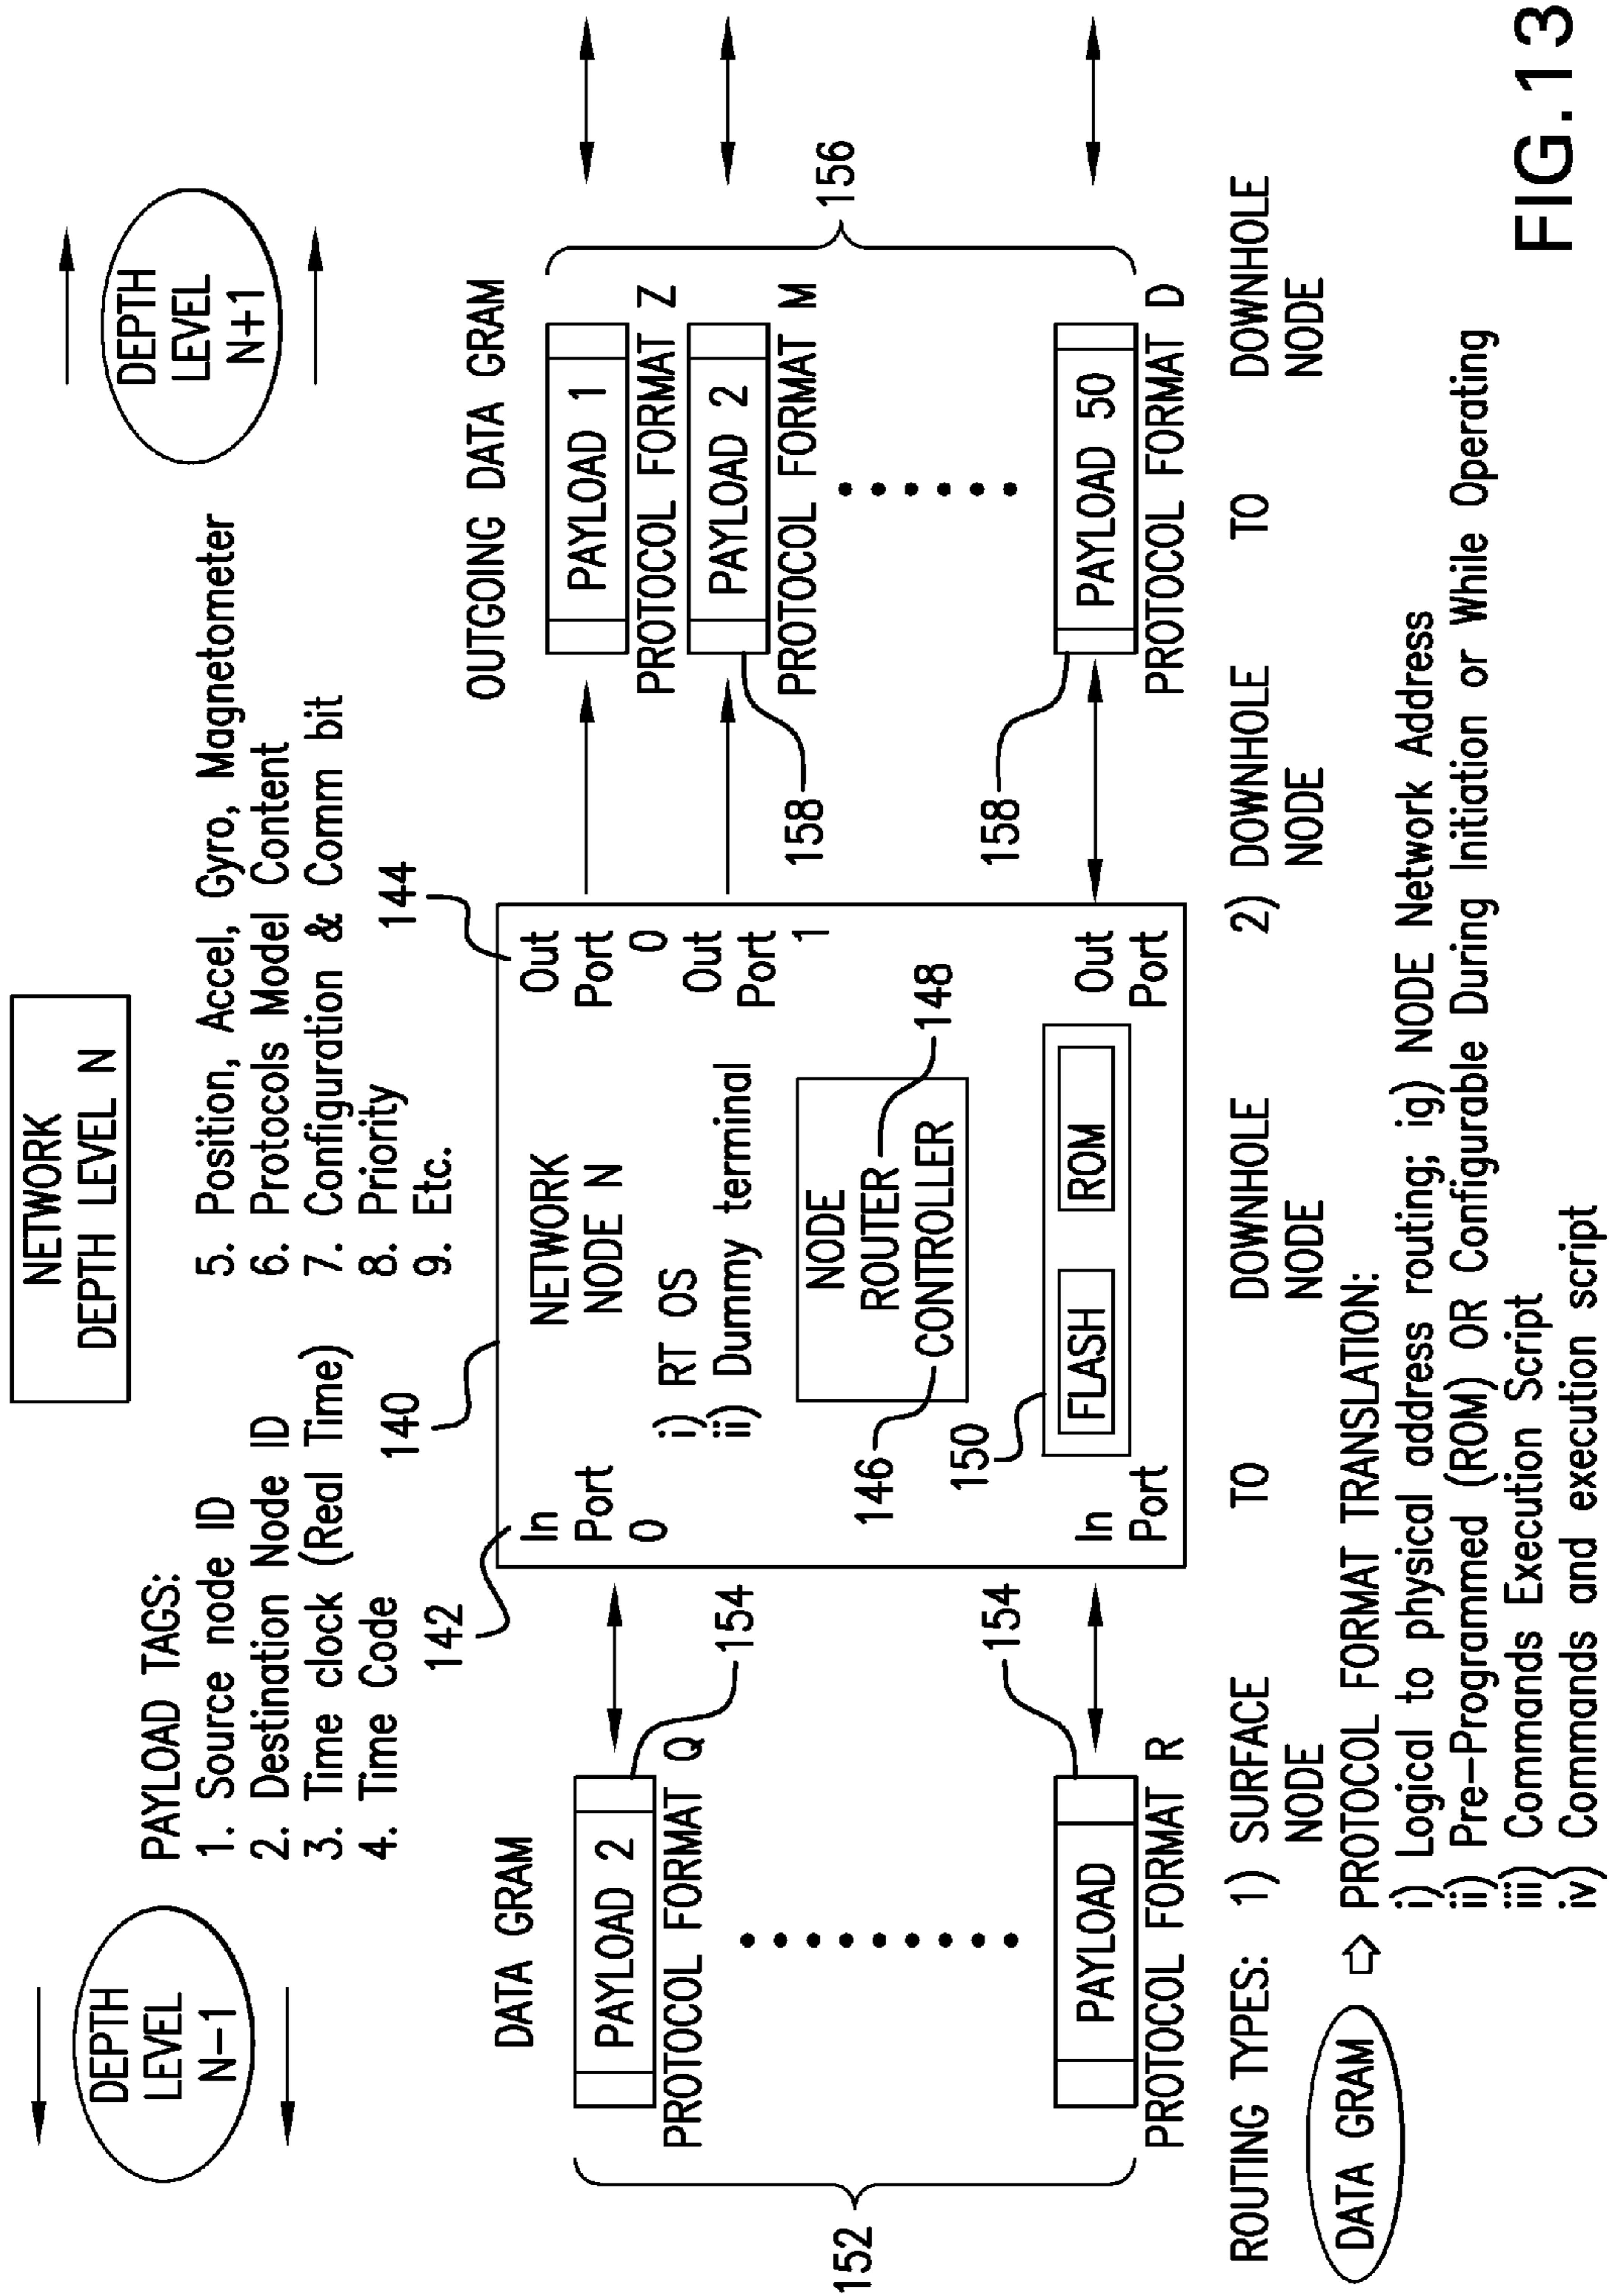 NETWORK
DEPTH LEVEL N
DEPTH
LEVEL
N-1
DEPTH
LEVEL
N+1
PAYLOAD TAGS:
1. Source node ID
2. Destination Node ID
3. Time clock (Real Time)
4. Time Code
5. Position, Accel, Gyro, Magnetometer
6. Protocols Model Content
7. Configuration & Comm bit
8. Priority
9. Etc.
142
140
144
DATA GRAM
PAYLOAD 2
PROTOCOL FORMAT Q
154
PAYLOAD
PROTOCOL FORMAT R
154
152
In
Port
0
NETWORK
NODE N
i) RT OS
ii) Dummy terminal
NODE
ROUTER
CONTROLLER
146
148
150
FLASH
ROM
In
Port
Out
Port
0
Out
Port
1
Out
Port
OUTGOING DATA GRAM
PAYLOAD 1
PROTOCOL FORMAT Z
PAYLOAD 2
PROTOCOL FORMAT M
158
158
PAYLOAD 50
PROTOCOL FORMAT D
156
ROUTING TYPES: 1) SURFACE NODE TO DOWNHOLE NODE 2) DOWNHOLE NODE TO DOWNHOLE NODE
DATA GRAM
⇨ PROTOCOL FORMAT TRANSLATION:
i) Logical to physical address routing; ig) NODE Network Address
ii) Pre-Programmed (ROM) OR Configurable During Initiation or While Operating
iii) Commands Execution Script
iv) Commands and execution script
FIG.13